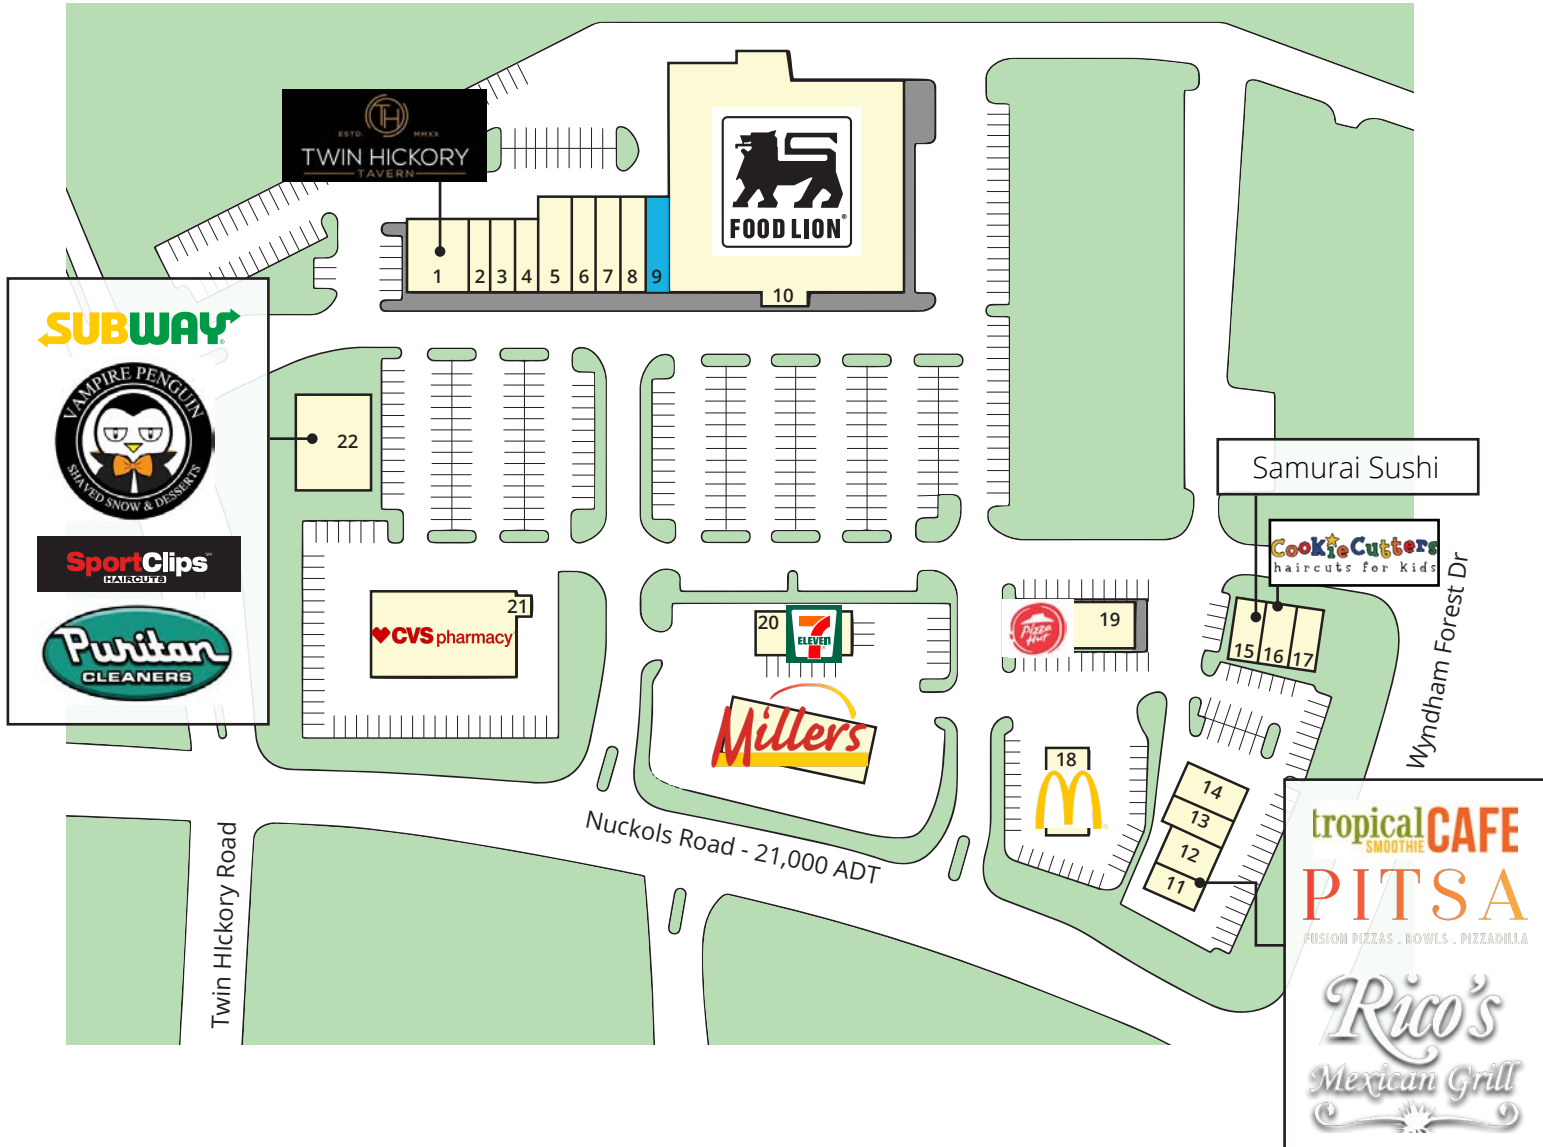 ESTD. MMXX
TWIN HICKORY
TAVERN
FOOD LION
1
2
3
4
5
6
7
8
9
10
SUBWAY
VAMPIRE PENGUIN
SHAVED SNOW & DESSERTS
SportClips
HAIRCUTS
Puritan
CLEANERS
22
Samurai Sushi
CookieCutters
haircuts for kids
Wyndham Forest Dr
21
CVS pharmacy
20
7
ELEVEN
Pizza
Hut
19
15
16
17
Millers
18
M
14
13
12
11
Nuckols Road - 21,000 ADT
Twin HIckory Road
tropical CAFE
SMOOTHIE
PITSA
FUSION PIZZAS . BOWLS . PIZZADILLA
Rico's
Mexican Grill